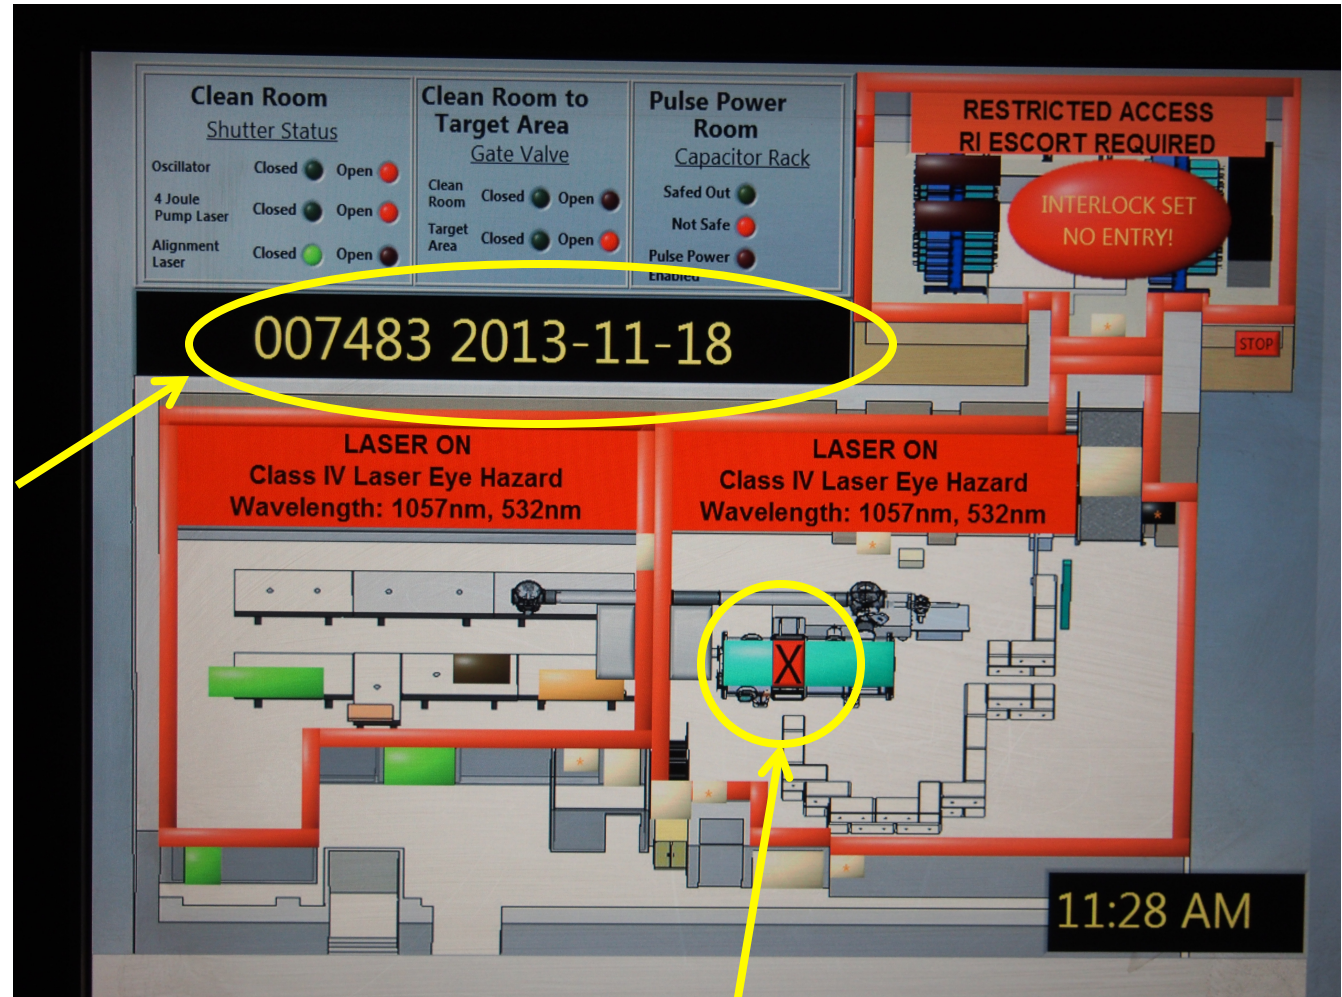 Clean Room
Shutter Status
Oscillator Closed Open
4 Joule
Pump Laser Closed Open
Alignment
Laser Closed Open
Clean Room to
Target Area
Gate Valve
Clean
Room Closed Open
Target
Area Closed Open
Pulse Power
Room
Capacitor Rack
Safed Out
Not Safe
Pulse Power
Enabled
RESTRICTED ACCESS
RI ESCORT REQUIRED
INTERLOCK SET
NO ENTRY!
STOP
007483 2013-11-18
LASER ON
Class IV Laser Eye Hazard
Wavelength: 1057nm, 532nm
LASER ON
Class IV Laser Eye Hazard
Wavelength: 1057nm, 532nm
X
11:28 AM